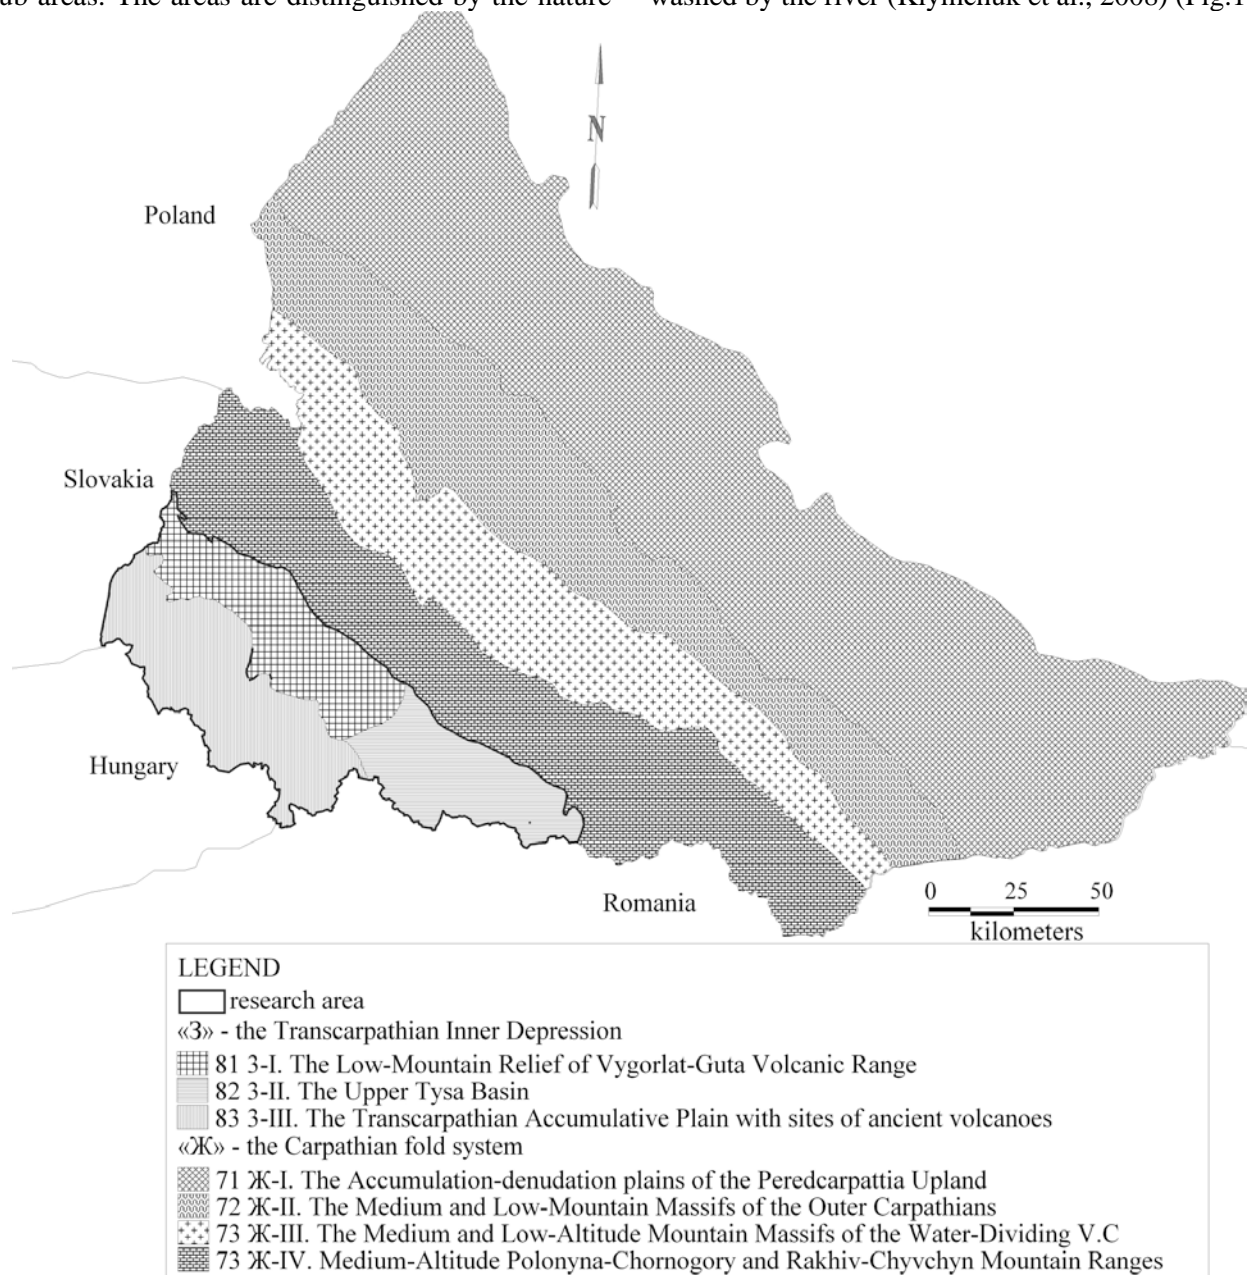 ub areas. The areas are distinguished by the nature
washed by the river (Klymchuk et al., 2008) (Fig.1
N
Poland
Slovakia
Hungary
Romania
0 25 50
kilometers
LEGEND
research area
«З» - the Transcarpathian Inner Depression
81 З-I. The Low-Mountain Relief of Vygorlat-Guta Volcanic Range
82 З-II. The Upper Tysa Basin
83 З-III. The Transcarpathian Accumulative Plain with sites of ancient volcanoes
«Ж» - the Carpathian fold system
71 Ж-I. The Accumulation-denudation plains of the Peredcarpattia Upland
72 Ж-II. The Medium and Low-Mountain Massifs of the Outer Carpathians
73 Ж-III. The Medium and Low-Altitude Mountain Massifs of the Water-Dividing V.C
73 Ж-IV. Medium-Altitude Polonyna-Chornogory and Rakhiv-Chyvchyn Mountain Ranges